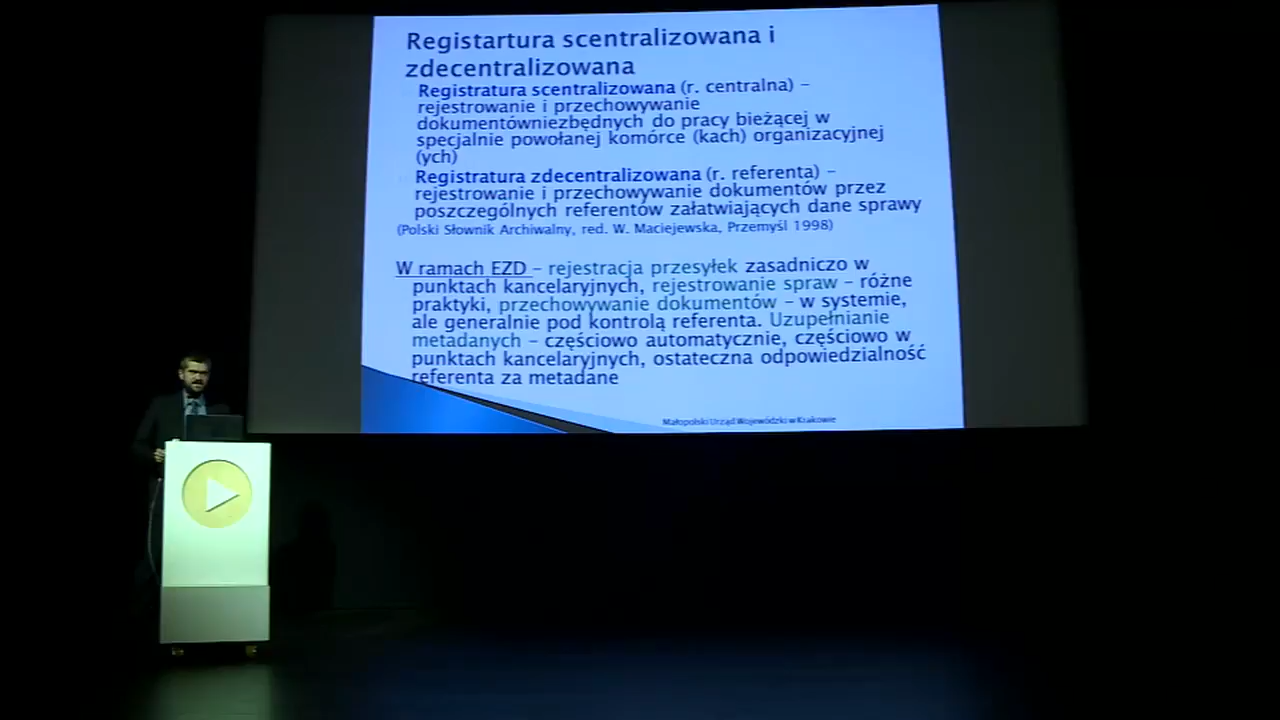 Registartura scentralizowana i
zdecentralizowana
Registratura scentralizowana (r. centralna) –
rejestrowanie i przechowywanie
dokumentówniezbędnych do pracy bieżącej w
specjalnie powołanej komórce (kach) organizacyjnej
(ych)
Registratura zdecentralizowana (r. referenta) –
rejestrowanie i przechowywanie dokumentów przez
poszczególnych referentów załatwiających dane sprawy
(Polski Słownik Archiwalny, red. W. Maciejewska, Przemyśl 1998)
W ramach EZD – rejestracja przesyłek zasadniczo w
punktach kancelaryjnych, rejestrowanie spraw – różne
praktyki, przechowywanie dokumentów – w systemie,
ale generalnie pod kontrolą referenta. Uzupełnianie
metadanych – częściowo automatycznie, częściowo w
punktach kancelaryjnych, ostateczna odpowiedzialność
referenta za metadane
Małopolski Urząd Wojewódzki w Krakowie